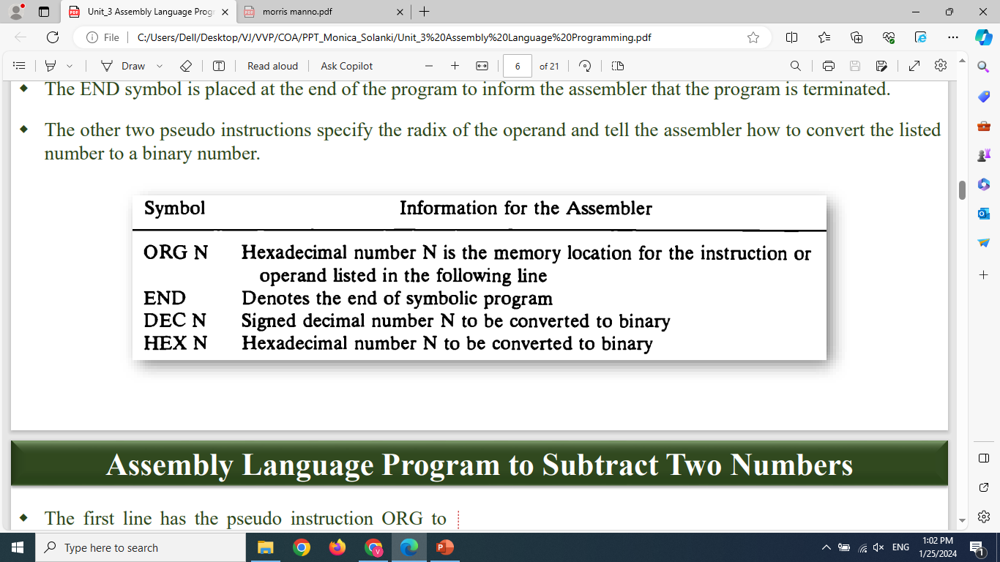 Unit_3 Assembly Language Prog
morris manno.pdf
File
C:/Users/Dell/Desktop/VJ/VVP/COA/PPT_Monica_Solanki/Unit_3%20Assembly%20Language%20Programming.pdf
Draw
Read aloud
Ask Copilot
6
of 21
The END symbol is placed at the end of the program to inform the assembler that the program is terminated.
The other two pseudo instructions specify the radix of the operand and tell the assembler how to convert the listed
number to a binary number.
Symbol Information for the Assembler
ORG N Hexadecimal number N is the memory location for the instruction or
operand listed in the following line
END Denotes the end of symbolic program
DEC N Signed decimal number N to be converted to binary
HEX N Hexadecimal number N to be converted to binary
Assembly Language Program to Subtract Two Numbers
The first line has the pseudo instruction ORG to
Type here to search
ENG
1:02 PM
1/25/2024
1